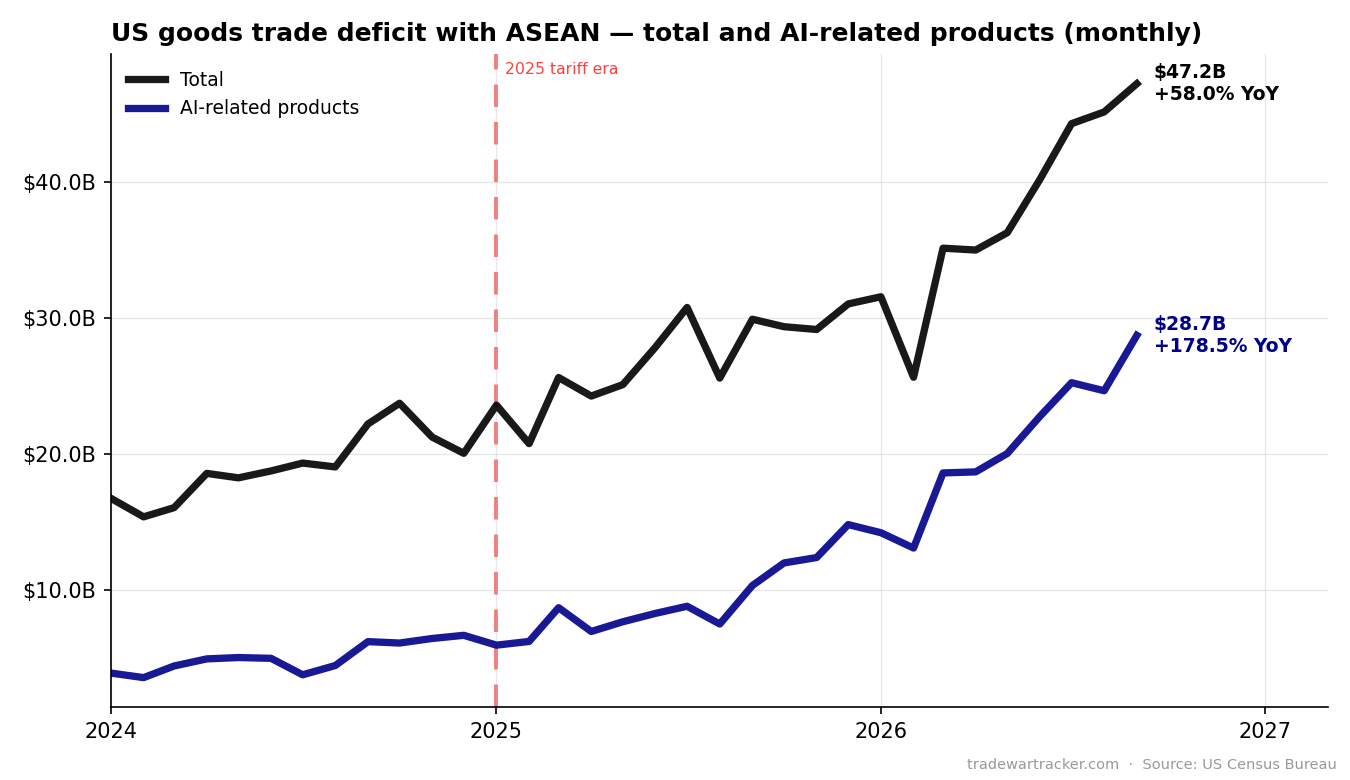 US goods trade deficit with ASEAN — total and AI-related products (monthly)
2025 tariff era
Total
AI-related products
$47.2B
+58.0% YoY
$28.7B
+178.5% YoY
$40.0B
$30.0B
$20.0B
$10.0B
2024
2025
2026
2027
tradewartracker.com · Source: US Census Bureau